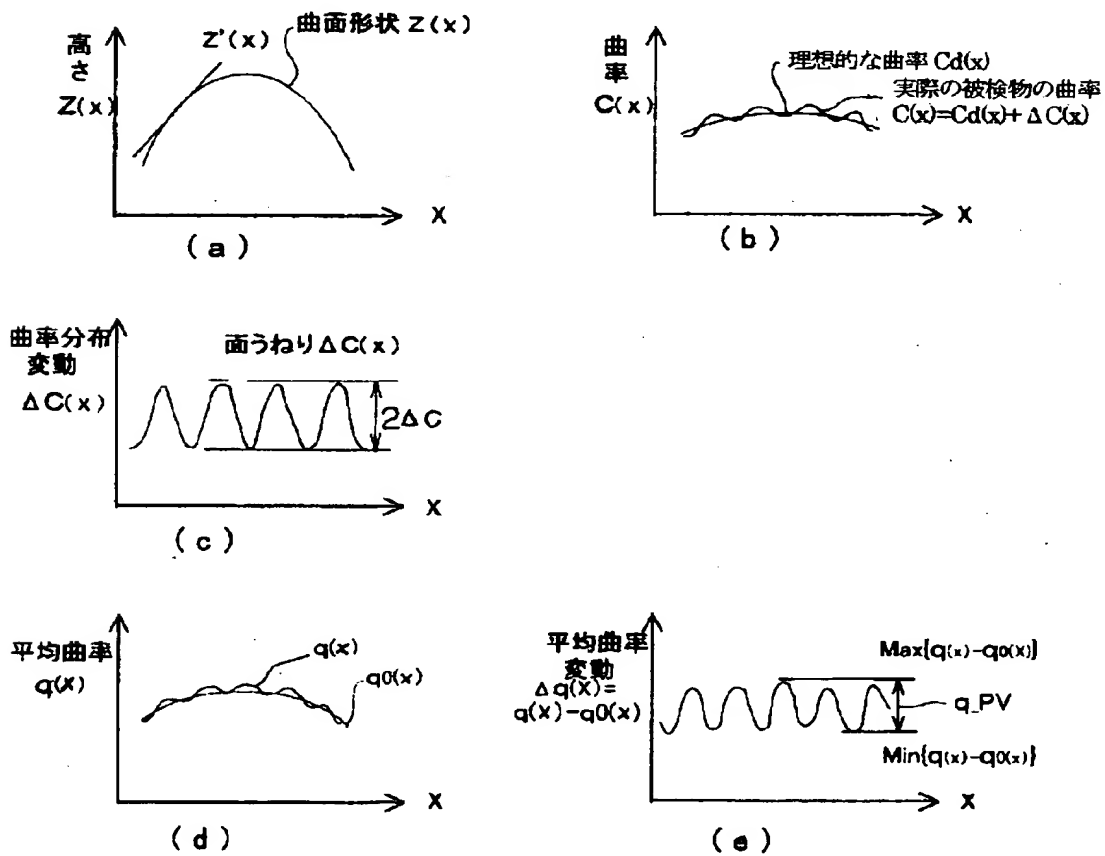 高さ
Z(x)
Z'(x)
曲面形状 Z(x)
X
(a)
曲率
C(x)
理想的な曲率 Cd(x)
実際の被検物の曲率
C(x)=Cd(x)+ΔC(x)
X
(b)
曲率分布
変動
ΔC(x)
面うねりΔC(x)
2ΔC
X
(c)
平均曲率
q(x)
q(x)
q0(x)
X
(d)
平均曲率
変動
Δq(x)=
q(x)-q0(x)
Max{q(x)-q0(x)}
q_PV
Min{q(x)-q0(x)}
X
(e)